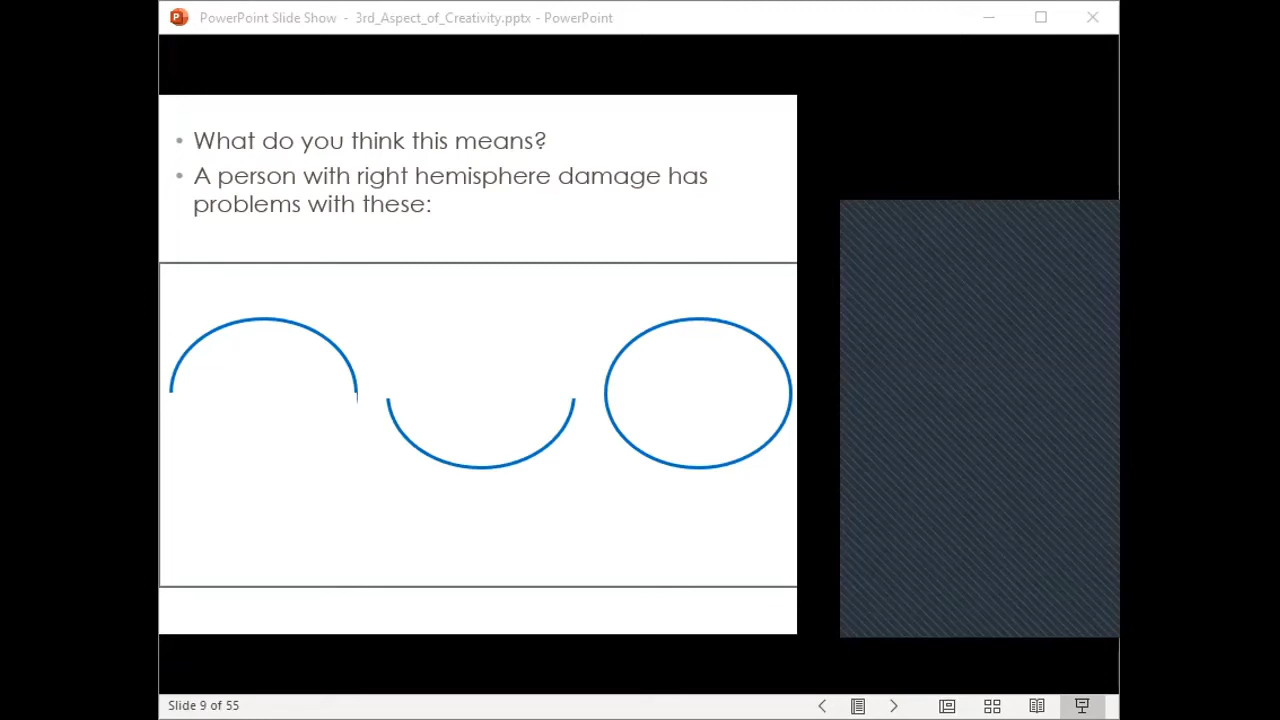 PowerPoint Slide Show - 3rd_Aspect_of_Creativity.pptx - PowerPoint
• What do you think this means?
• A person with right hemisphere damage has
problems with these:
Slide 9 of 55